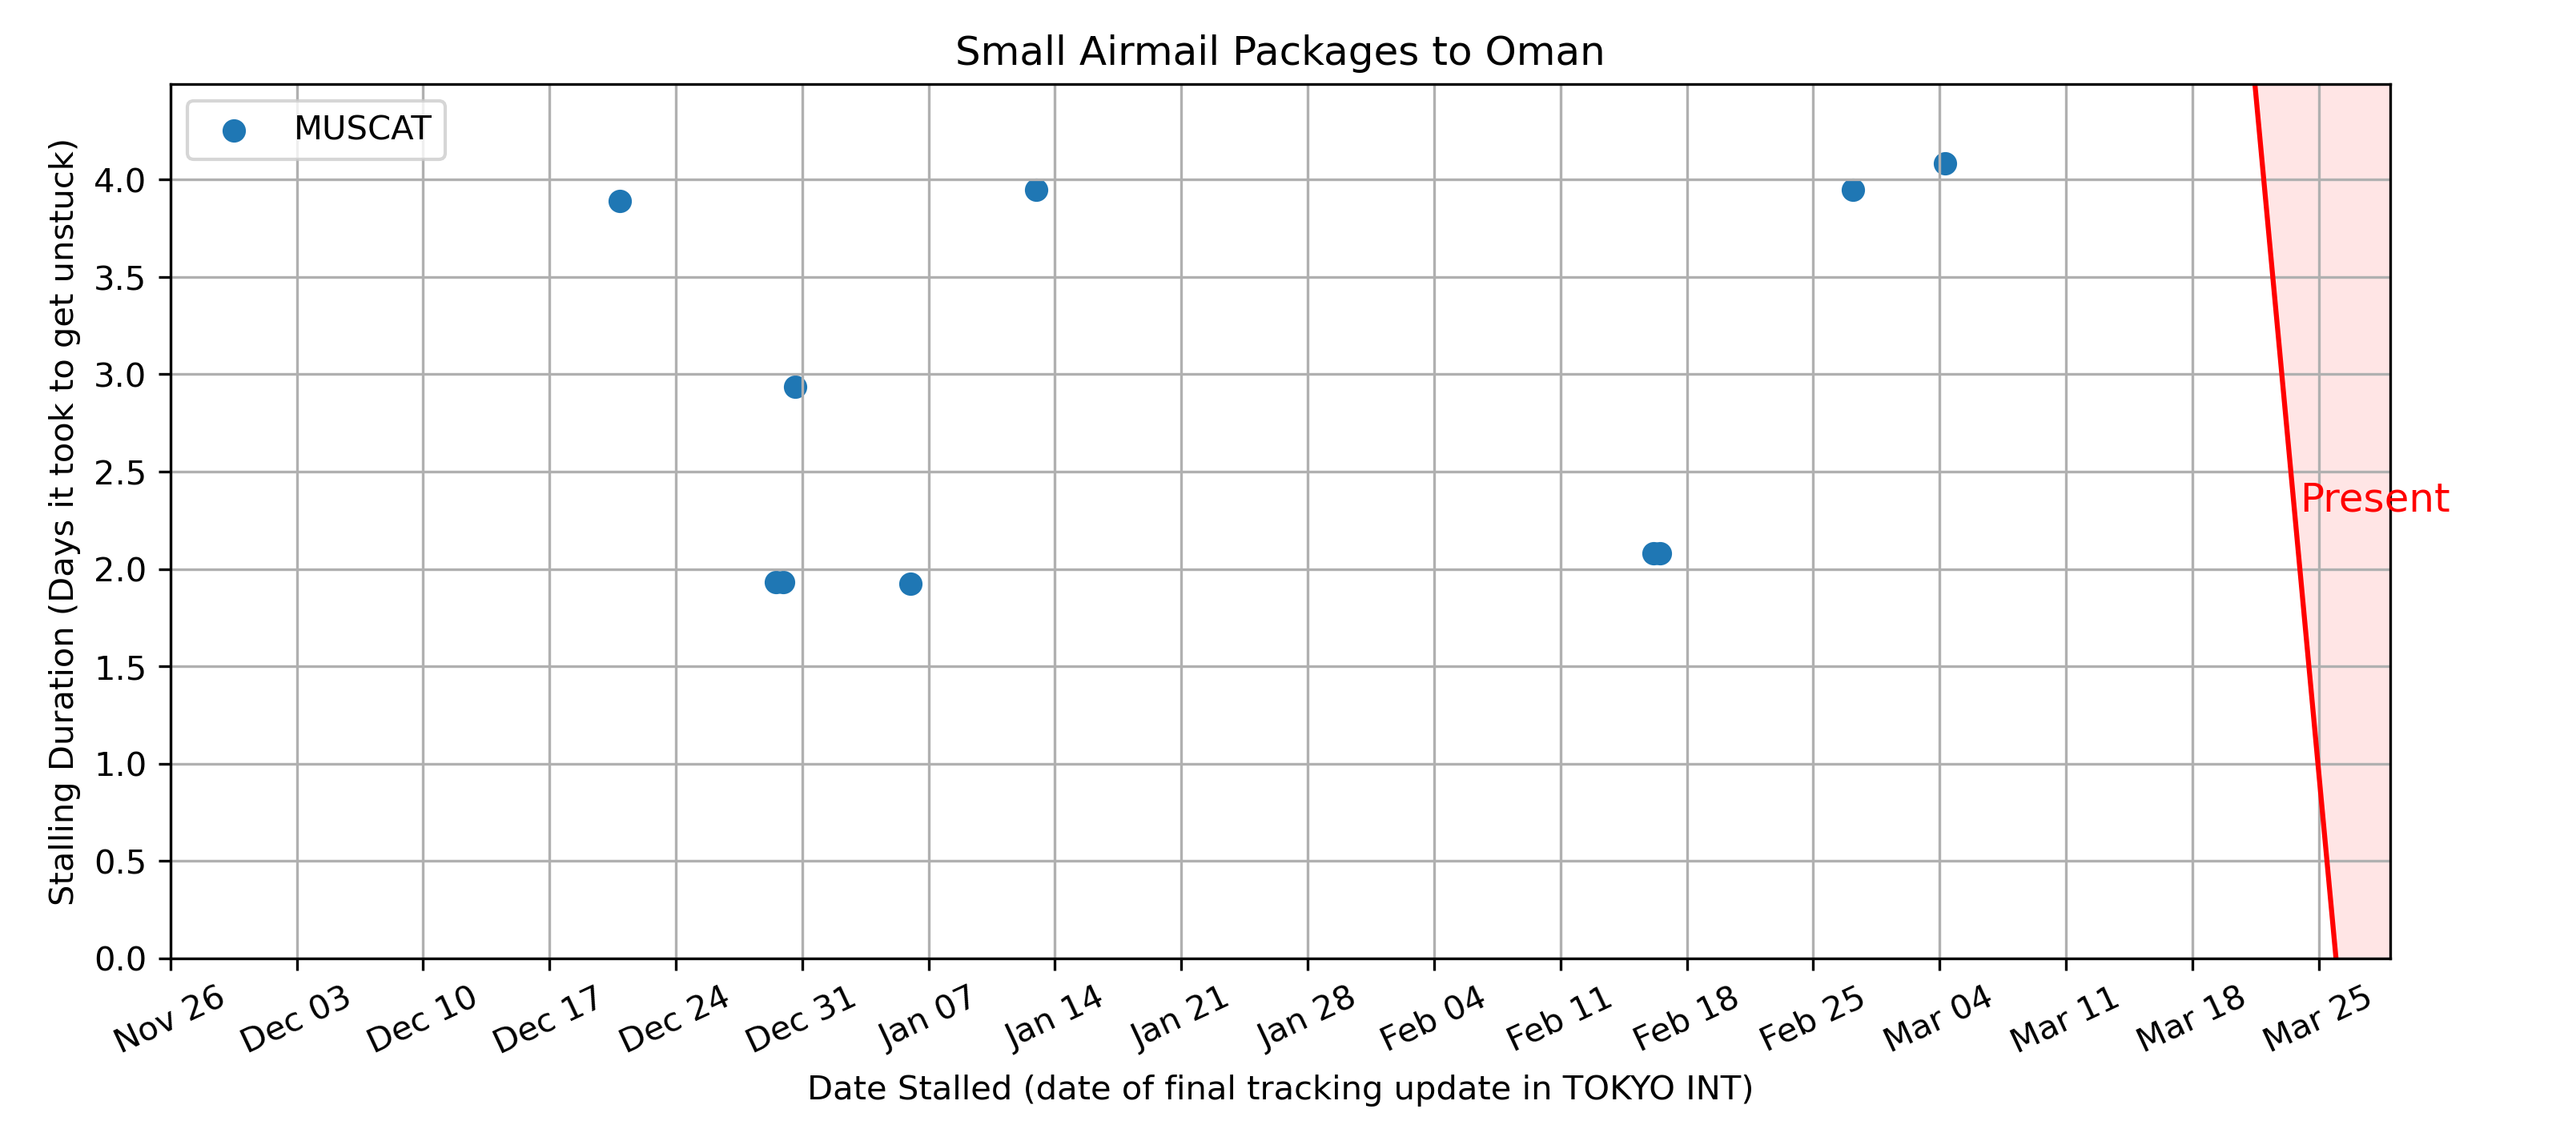 Small Airmail Packages to Oman
MUSCAT
Stalling Duration (Days it took to get unstuck)
4.0
3.5
3.0
2.5
2.0
1.5
1.0
0.5
0.0
Present
Nov 26 Dec 03 Dec 10 Dec 17 Dec 24 Dec 31 Jan 07 Jan 14 Jan 21 Jan 28 Feb 04 Feb 11 Feb 18 Feb 25 Mar 04 Mar 11 Mar 18 Mar 25
Date Stalled (date of final tracking update in TOKYO INT)